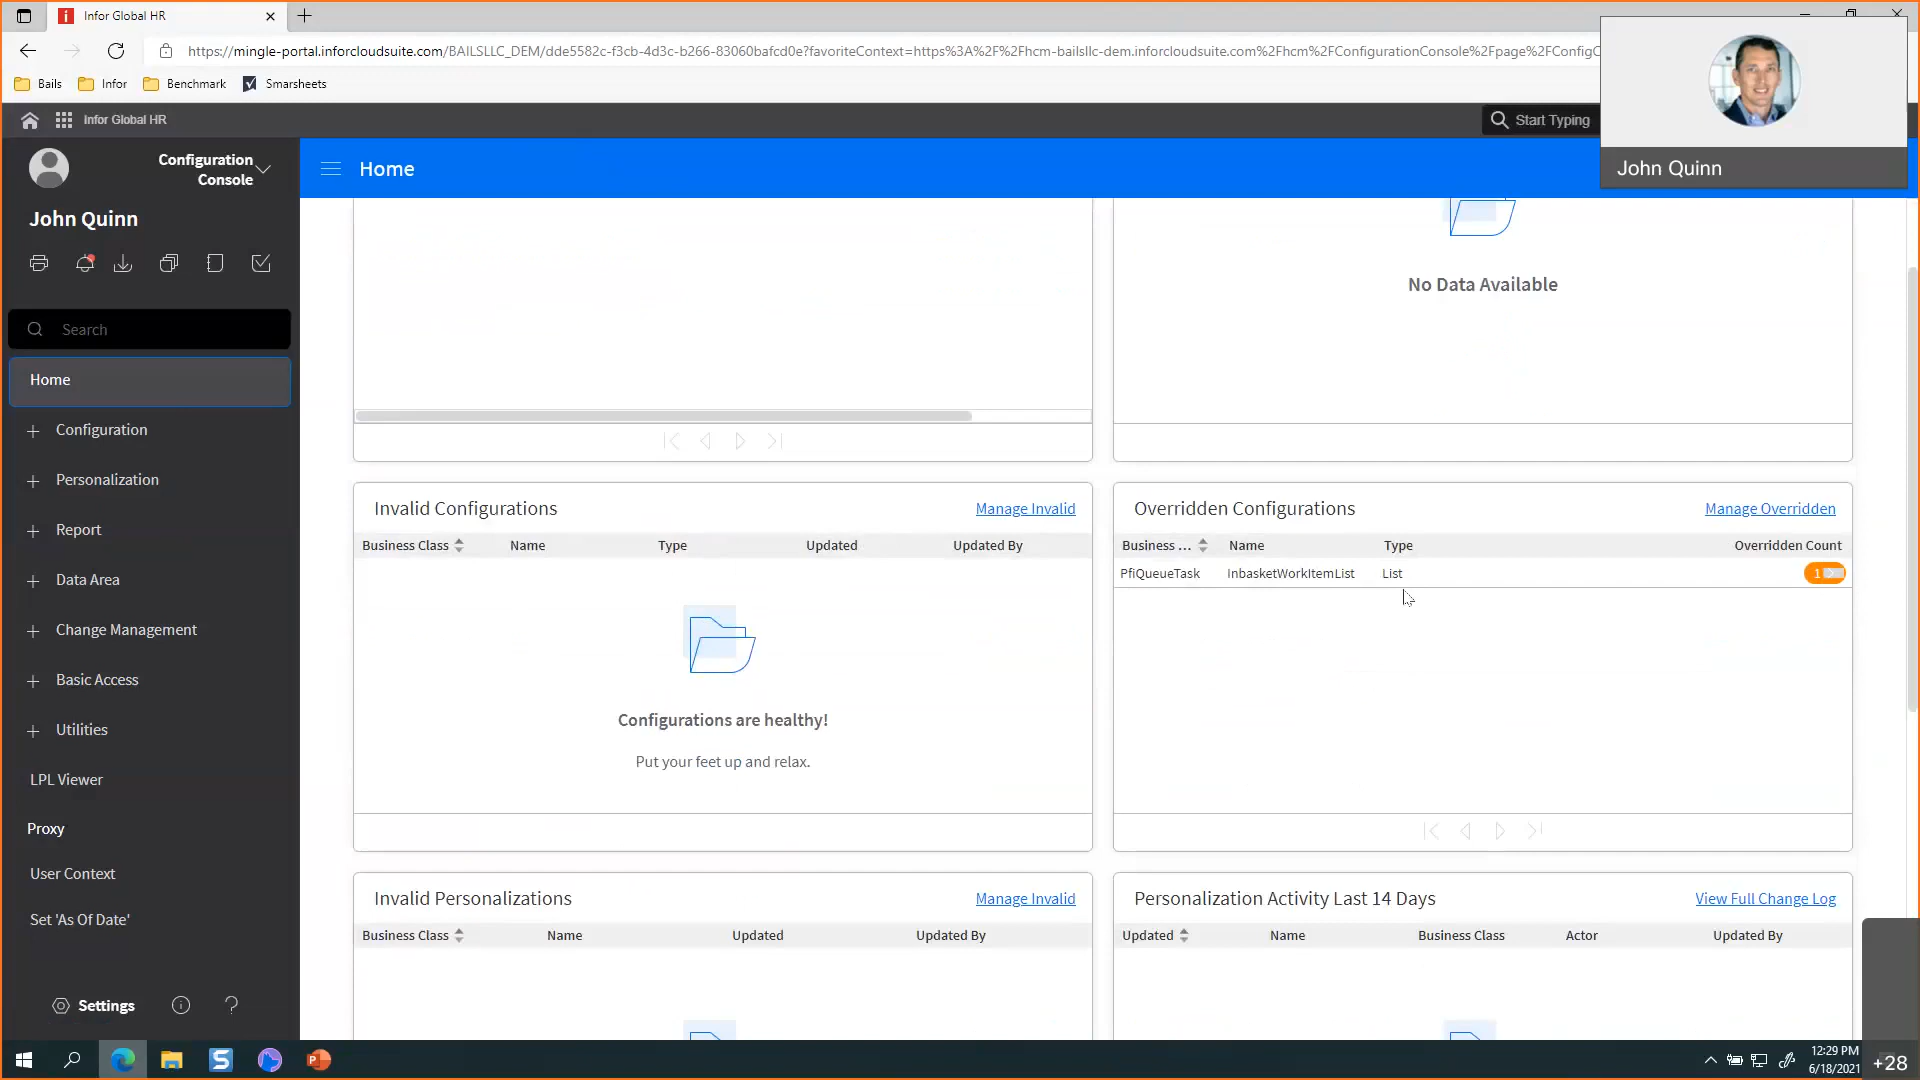 Infor Global HR
https://mingle-portal.inforcloudsuite.com/BAILSLLC_DEM/dde5582c-f3cb-4d3c-b266-83060bafcd0e?favoriteContext=https%3A%2F%2Fhcm-bailsllc-dem.inforcloudsuite.com%2Fhcm%2FConfigurationConsole%2Fpage%2FConfigC
Bails
Infor
Benchmark
Smarsheets
Infor Global HR
Start Typing
John Quinn
Configuration
Console
John Quinn
Search
Home
Configuration
Personalization
Report
Data Area
Change Management
Basic Access
Utilities
LPL Viewer
Proxy
User Context
Set 'As Of Date'
Settings
Home
No Data Available
Invalid Configurations
Manage Invalid
Business Class Name Type Updated Updated By
Configurations are healthy!
Put your feet up and relax.
Overridden Configurations
Manage Overridden
Business ... Name Type Overridden Count
PfiQueueTask InbasketWorkItemList List 1
Invalid Personalizations
Manage Invalid
Business Class Name Updated Updated By
Personalization Activity Last 14 Days
View Full Change Log
Updated Name Business Class Actor Updated By
12:29 PM
6/18/2021
+28